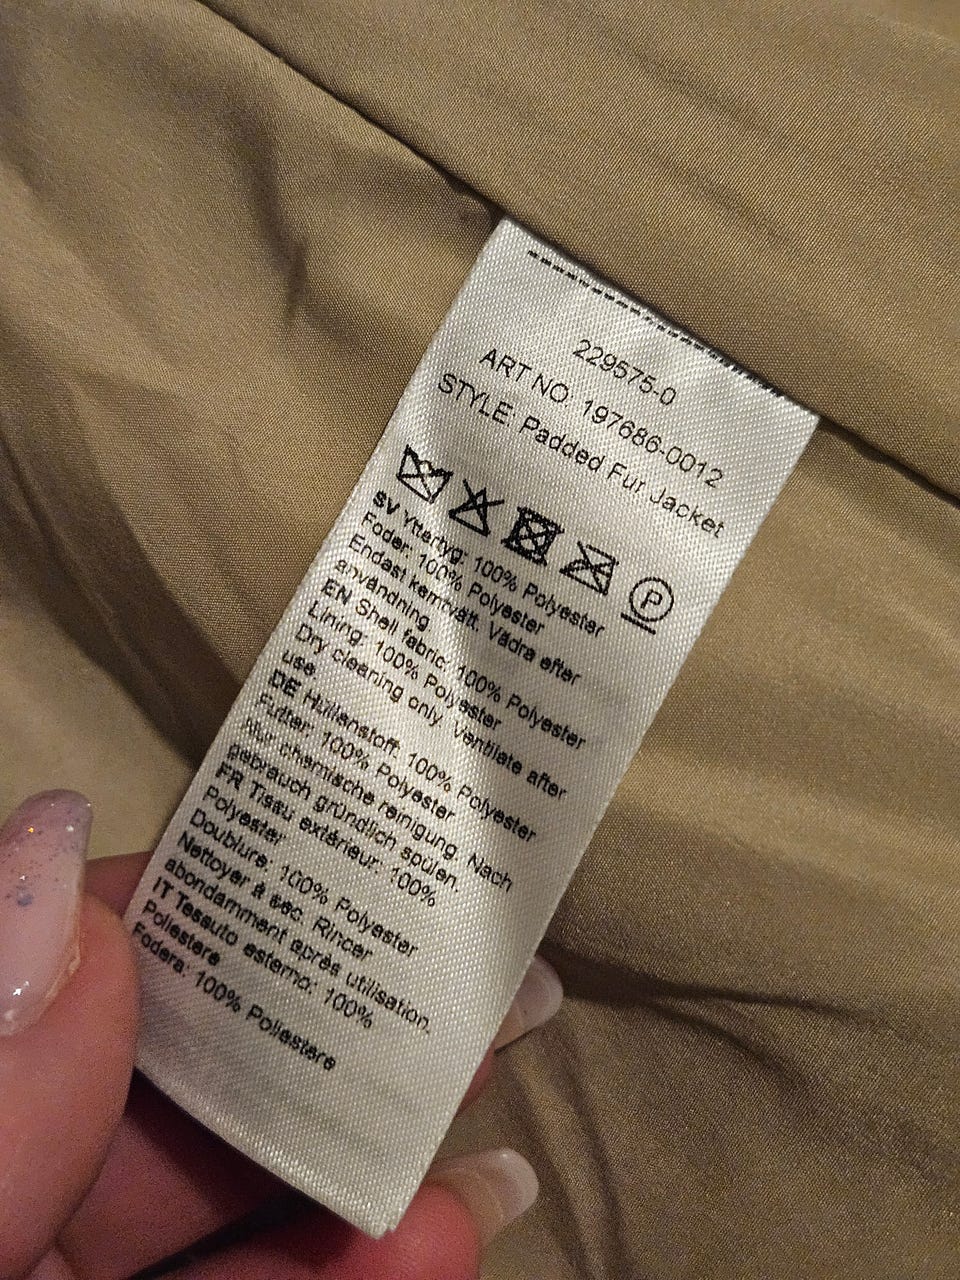 229575-0
ART NO: 197686-0012
STYLE: Padded Fur Jacket
P
SV Yttertyg: 100% Polyester
Foder: 100% Polyester
Endast kemtvätt. Vädra efter
användning
EN Shell fabric: 100% Polyester
Lining: 100% Polyester
Dry cleaning only. Ventilate after
use.
DE Hüllenstoff: 100% Polyester
Futter: 100% Polyester
Nur chemische reinigung. Nach
gebrauch gründlich spülen.
FR Tissu extérieur: 100%
Polyester
Doublure: 100% Polyester
Nettoyer à sec. Rincer
abondamment après utilisation.
IT Tessuto esterno: 100%
Poliestere
Fodera: 100% Poliestere